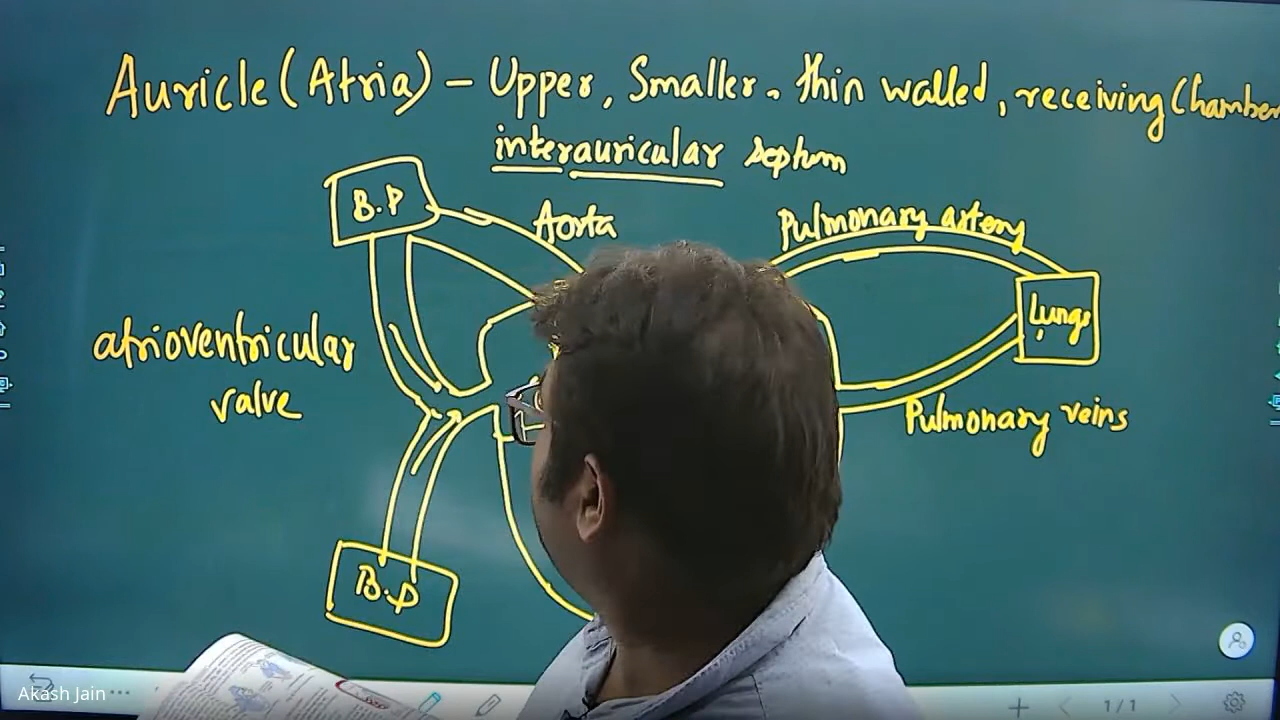 Auricle (Atria) – Upper, Smaller, thin walled, receiving Chamber
interauricular septum
B.P
Aorta
Pulmonary artery
Lungs
atrioventricular
valve
Pulmonary veins
B.P
Akash Jain
1/1